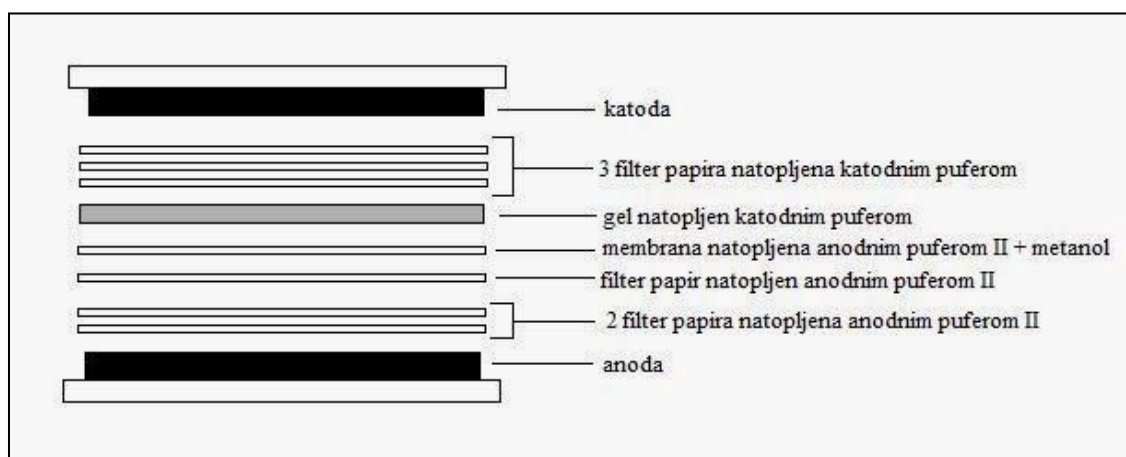 katoda
3 filter papira natopljena katodnim puferom
gel natopljen katodnim puferom
membrana natopljena anodnim puferom II + metanol
filter papir natopljen anodnim puferom II
2 filter papira natopljena anodnim puferom II
anoda